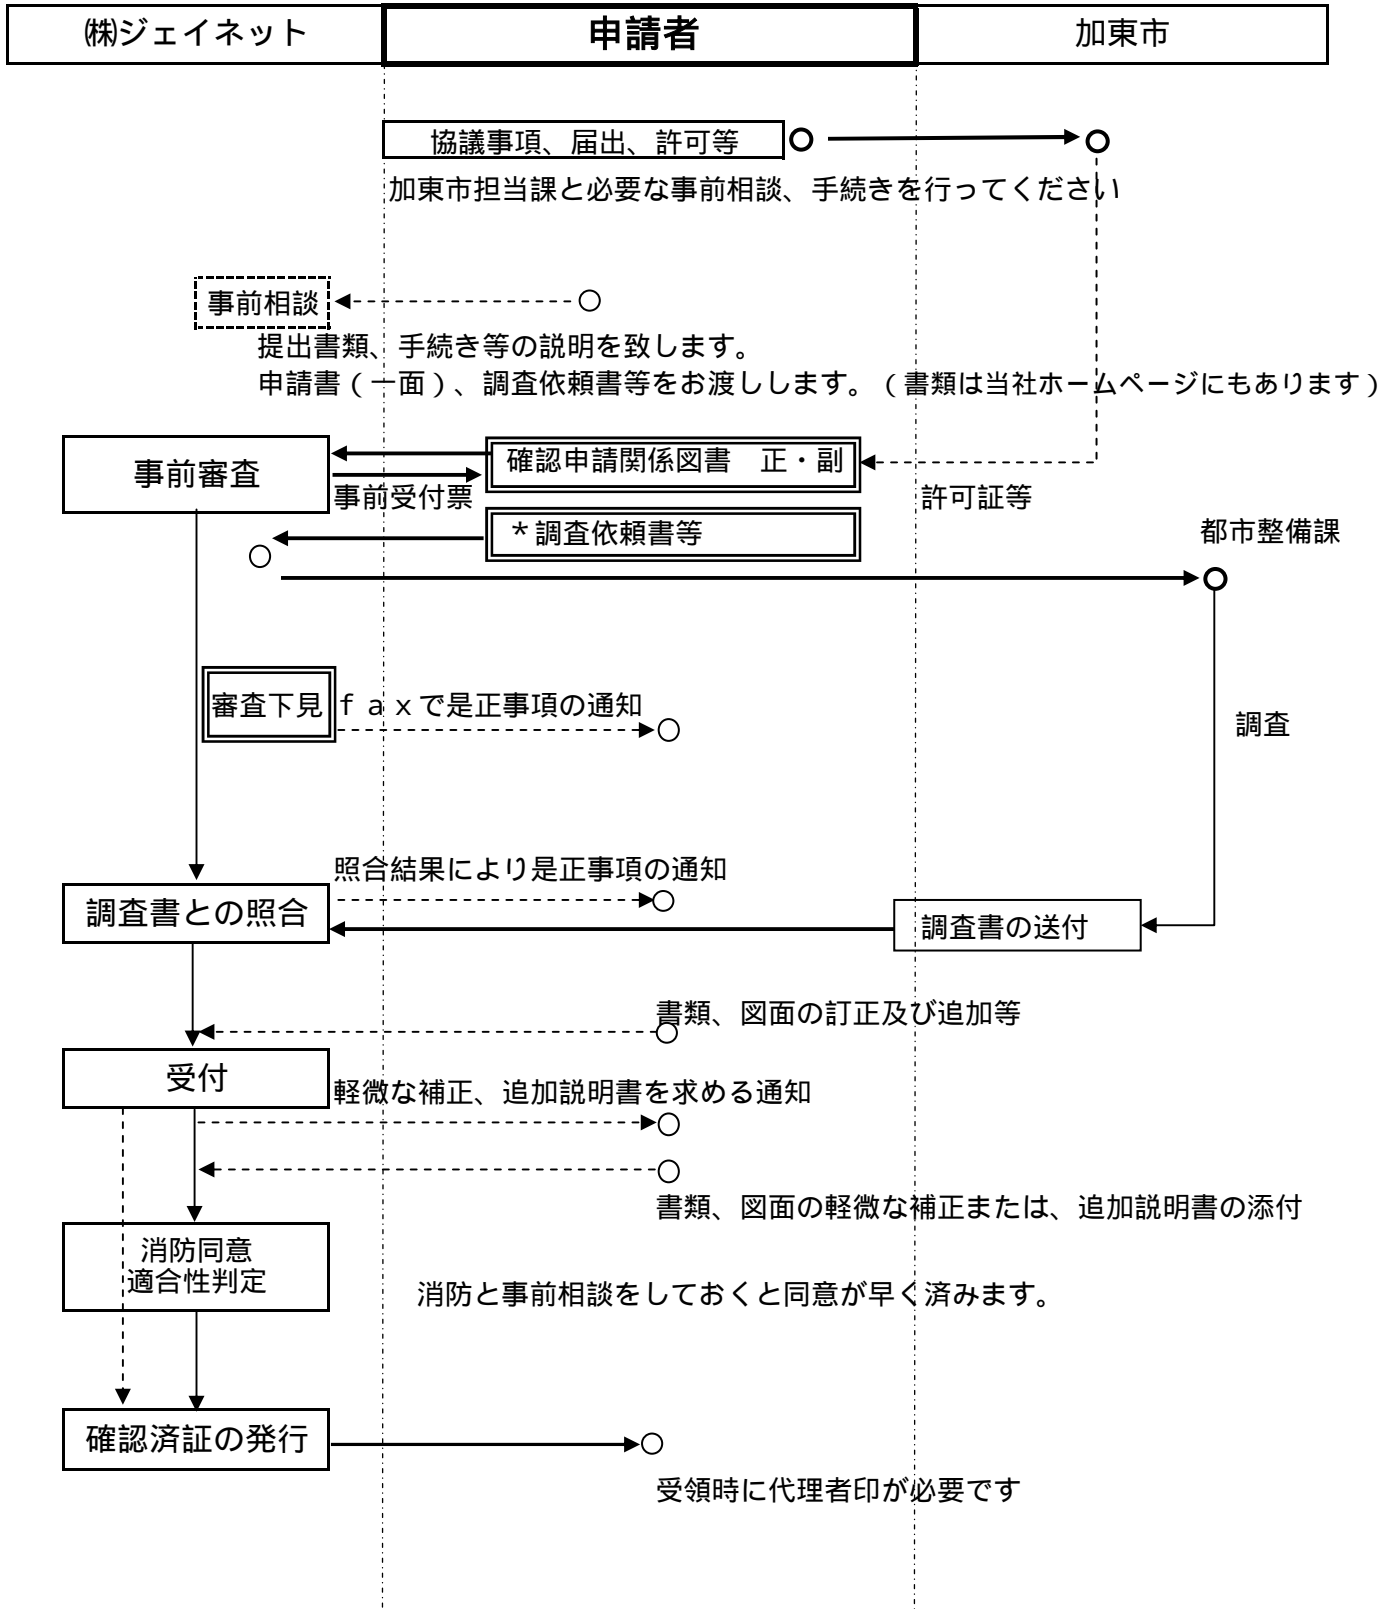 ㈱ジェイネット
申請者
加東市
協議事項、届出、許可等
加東市担当課と必要な事前相談、手続きを行ってください
事前相談
提出書類、手続き等の説明を致します。
申請書（一面）、調査依頼書等をお渡しします。（書類は当社ホームページにもあります）
事前審査
確認申請関係図書　正・副
事前受付票
許可証等
＊調査依頼書等
都市整備課
審査下見
ｆａｘで是正事項の通知
調査
照合結果により是正事項の通知
調査書との照合
調査書の送付
書類、図面の訂正及び追加等
受付
軽微な補正、追加説明書を求める通知
書類、図面の軽微な補正または、追加説明書の添付
消防同意
適合性判定
消防と事前相談をしておくと同意が早く済みます。
確認済証の発行
受領時に代理者印が必要です